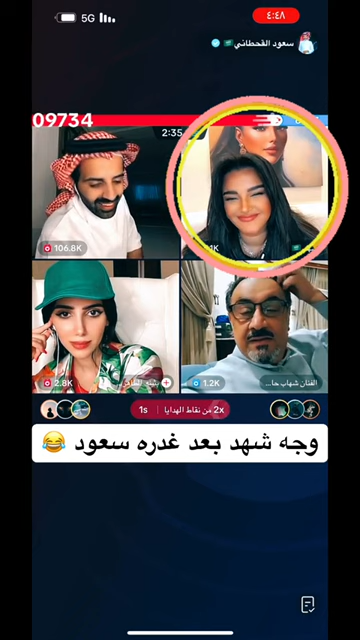 5G
٤:٤٨
سعود القحطاني
09734
2:35
106.8K
1K
2.8K
1.2K
الفنان شهاب حا...
1s
2x من نقاط الهدايا
وجه شهد بعد غدره سعود 😂